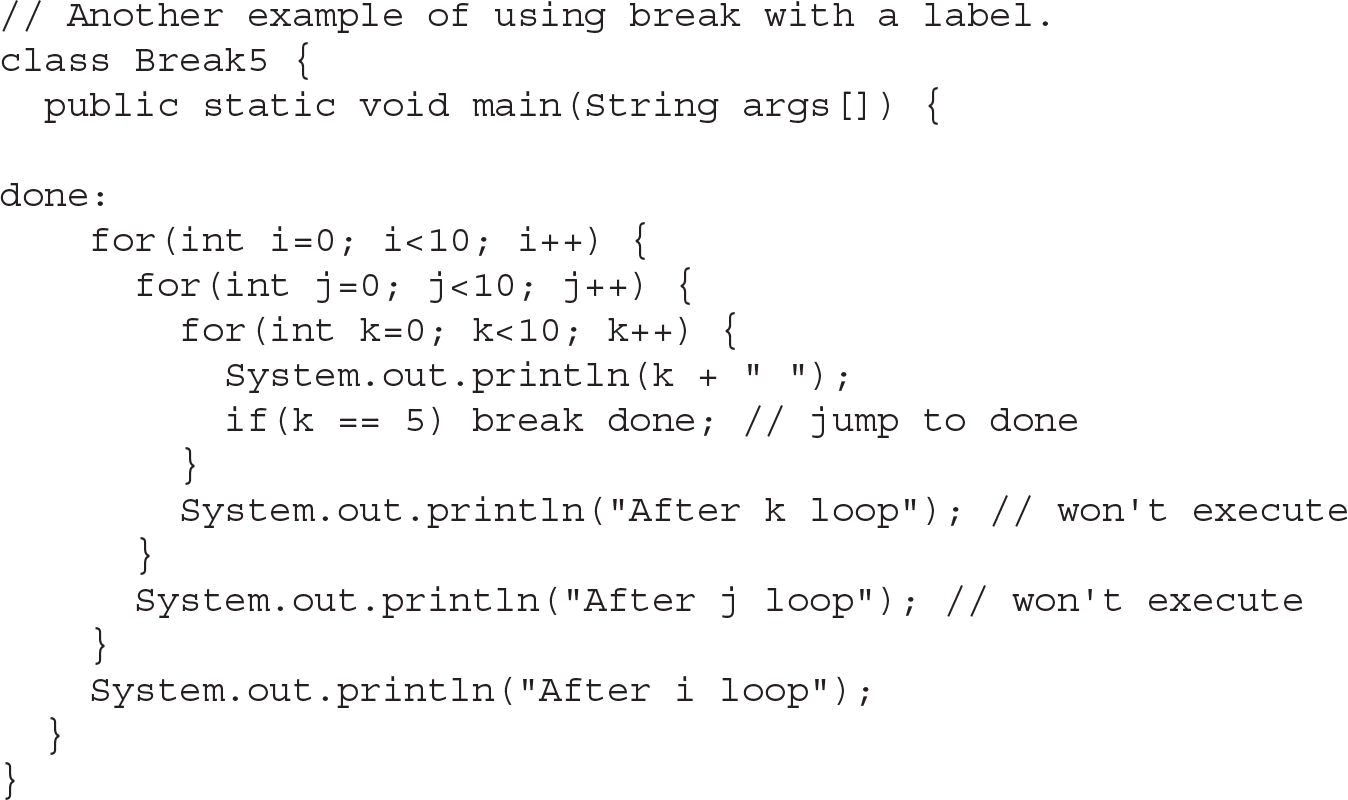 // Another example of using break with a label.
class Break5 {
  public static void main(String args[]) {

done:
    for(int i=0; i<10; i++) {
      for(int j=0; j<10; j++) {
        for(int k=0; k<10; k++) {
          System.out.println(k + " ");
          if(k == 5) break done; // jump to done
        }
        System.out.println("After k loop"); // won't execute
      }
      System.out.println("After j loop"); // won't execute
    }
    System.out.println("After i loop");
  }
}